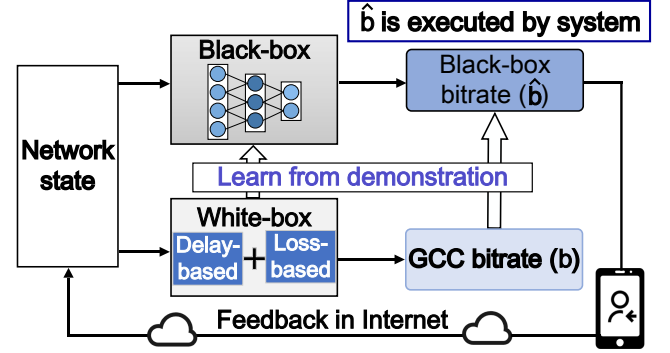 b̂ is executed by system
Black-box
Black-box
bitrate (b̂)
Network
state
Learn from demonstration
White-box
Delay-
based
+
Loss-
based
GCC bitrate (b)
Feedback in Internet